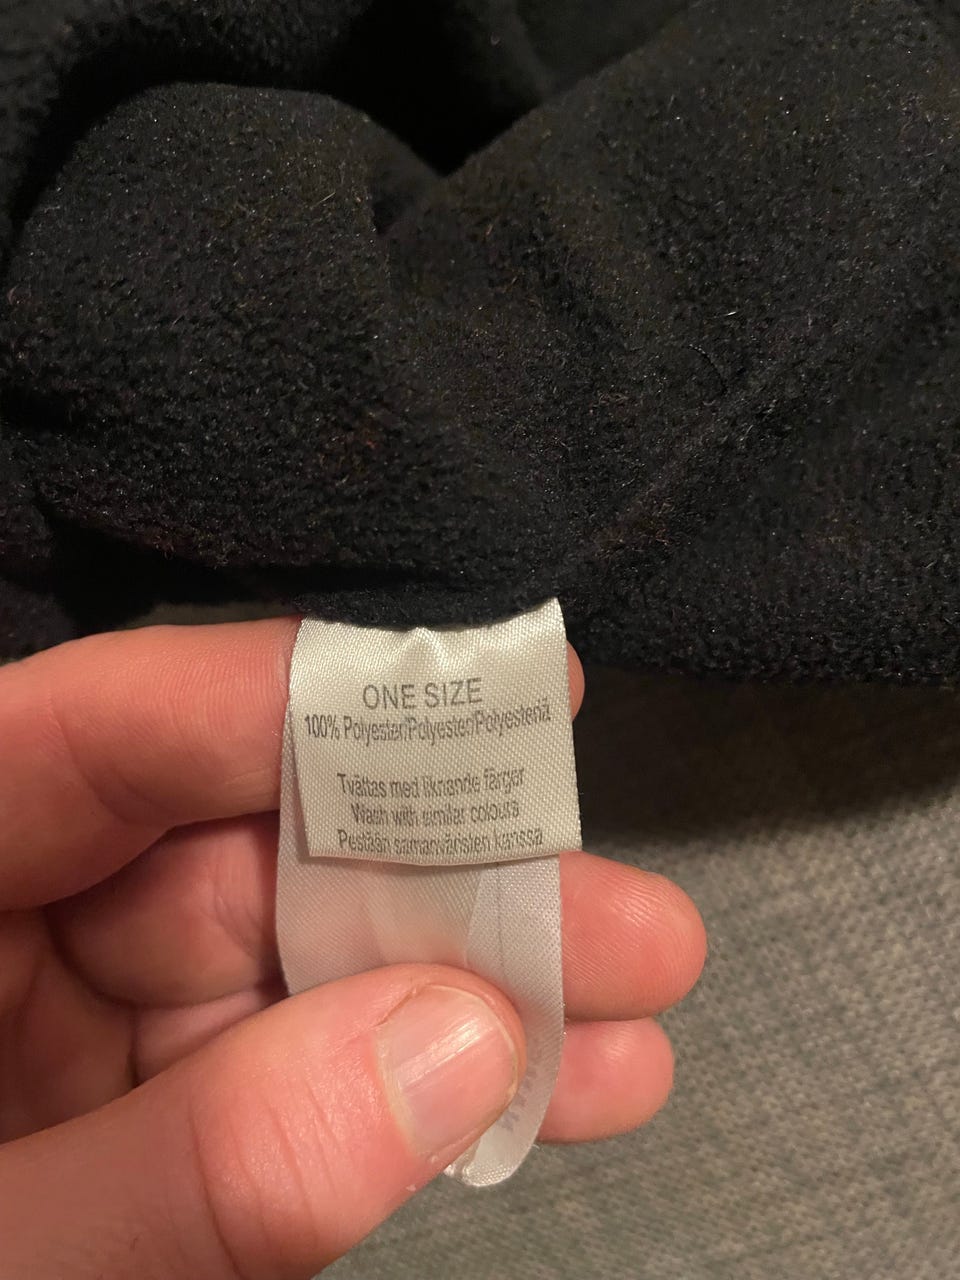 ONE SIZE
100% Polyester/Polyester/Polyesteriä
Tvättas med liknande färger
Wash with similar colours
Pestään samanväristen kanssa